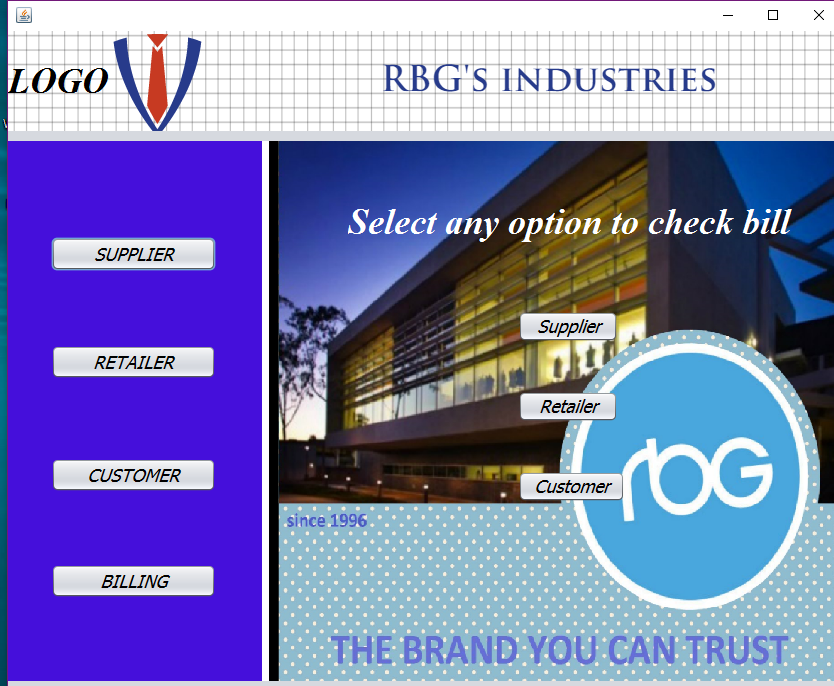 LOGO
RBG'S INDUSTRIES
Select any option to check bill
SUPPLIER
RETAILER
CUSTOMER
BILLING
Supplier
Retailer
Customer
rbG
since 1996
THE BRAND YOU CAN TRUST